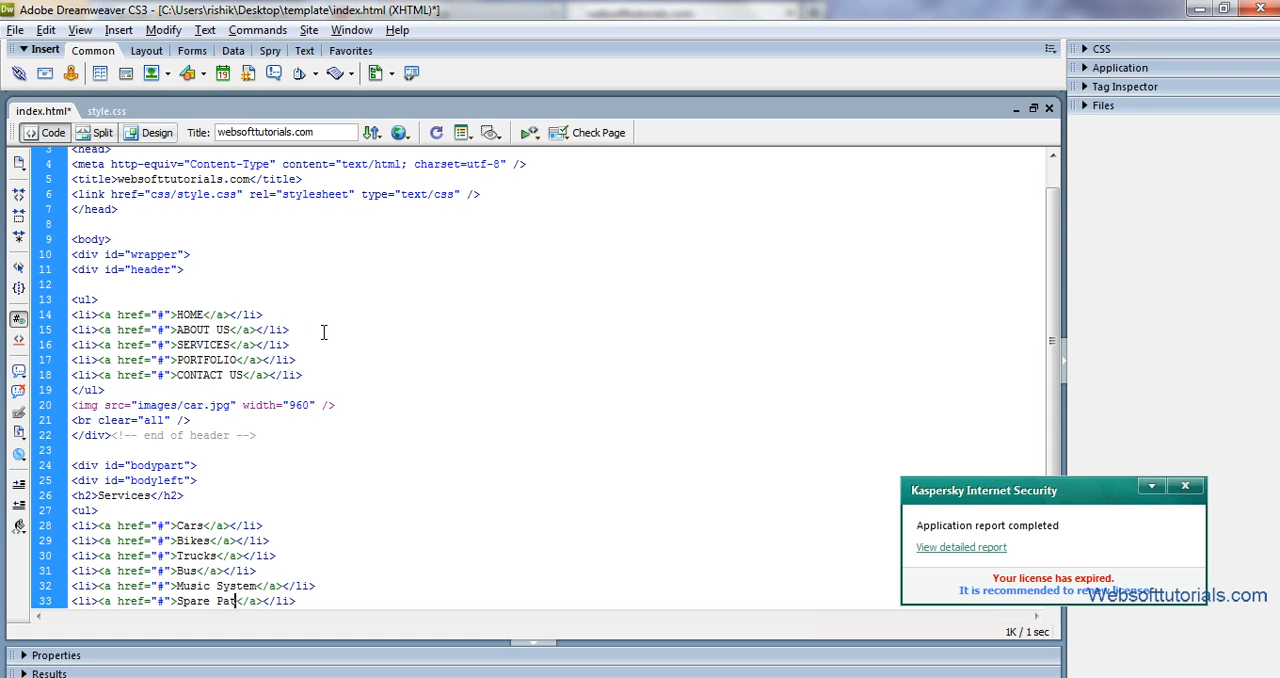 Adobe Dreamweaver CS3 - [C:\Users\rishik\Desktop\template\index.html (XHTML)*]
File Edit View Insert Modify Text Commands Site Window Help
Insert Common Layout Forms Data Spry Text Favorites
CSS
Application
Tag Inspector
Files
index.html* style.css
Code Split Design Title: websofttutorials.com Check Page
3 <head>
4 <meta http-equiv="Content-Type" content="text/html; charset=utf-8" />
5 <title>websofttutorials.com</title>
6 <link href="css/style.css" rel="stylesheet" type="text/css" />
7 </head>
8
9 <body>
10 <div id="wrapper">
11 <div id="header">
12
13 <ul>
14 <li><a href="#">HOME</a></li>
15 <li><a href="#">ABOUT US</a></li>
16 <li><a href="#">SERVICES</a></li>
17 <li><a href="#">PORTFOLIO</a></li>
18 <li><a href="#">CONTACT US</a></li>
19 </ul>
20 <img src="images/car.jpg" width="960" />
21 <br clear="all" />
22 </div><!-- end of header -->
23
24 <div id="bodypart">
25 <div id="bodyleft">
26 <h2>Services</h2>
27 <ul>
28 <li><a href="#">Cars</a></li>
29 <li><a href="#">Bikes</a></li>
30 <li><a href="#">Trucks</a></li>
31 <li><a href="#">Bus</a></li>
32 <li><a href="#">Music System</a></li>
33 <li><a href="#">Spare Pat</a></li>
Kaspersky Internet Security
Application report completed
View detailed report
Your license has expired.
It is recommended to renew license
Websofttutorials.com
1K / 1 sec
Properties
Results